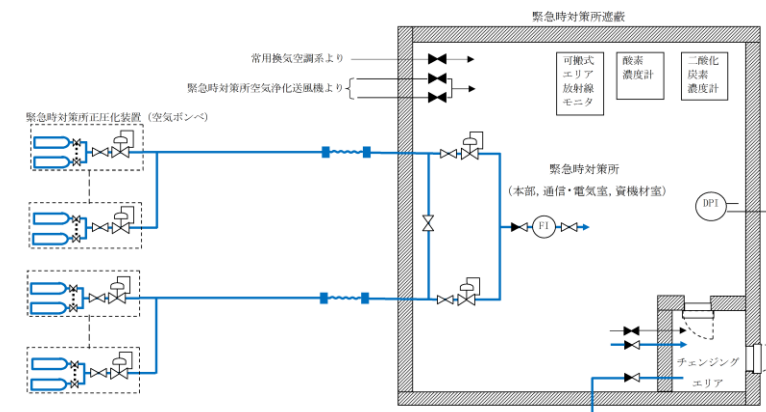 緊急時対策所遮蔽
常用換気空調系より
緊急時対策所空気浄化送風機より
可搬式
エリア
放射線
モニタ
酸素
濃度計
二酸化
炭素
濃度計
緊急時対策所正圧化装置（空気ボンベ）
緊急時対策所
（本部，通信・電気室，資機材室）
DPI
FI
チェンジング
エリア